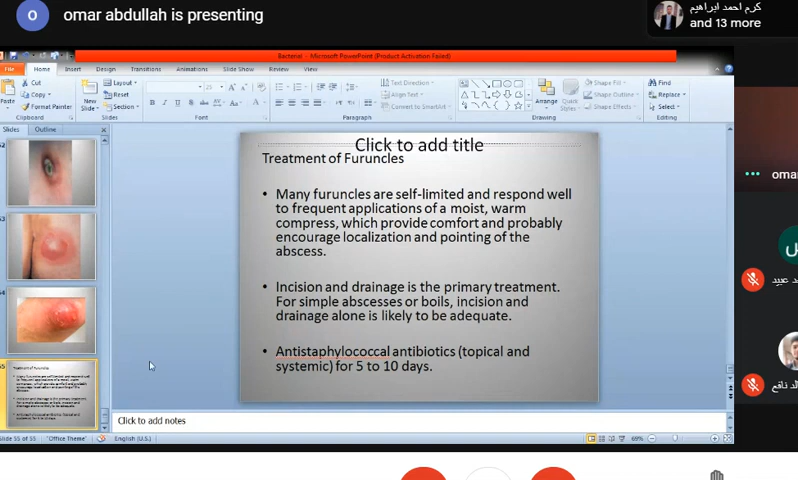 omar abdullah is presenting
كرم احمد ابراهيم
and 13 more
Bacterial - Microsoft PowerPoint (Product Activation Failed)
File Home Insert Design Transitions Animations Slide Show Review View
Paste
Cut
Copy
Format Painter
Clipboard
New Slide
Layout
Reset
Section
Slides
Font
Text Direction
Align Text
Convert to SmartArt
Paragraph
Arrange
Quick Styles
Shape Fill
Shape Outline
Shape Effects
Drawing
Find
Replace
Select
Editing
Slides Outline
Click to add title
Treatment of Furuncles
• Many furuncles are self-limited and respond well
to frequent applications of a moist, warm
compress, which provide comfort and probably
encourage localization and pointing of the
abscess.
• Incision and drainage is the primary treatment.
For simple abscesses or boils, incision and
drainage alone is likely to be adequate.
• Antistaphylococcal antibiotics (topical and
systemic) for 5 to 10 days.
Click to add notes
Slide 55 of 55 "Office Theme" English (U.S.) 69%
omar
س
عبيد
نافع